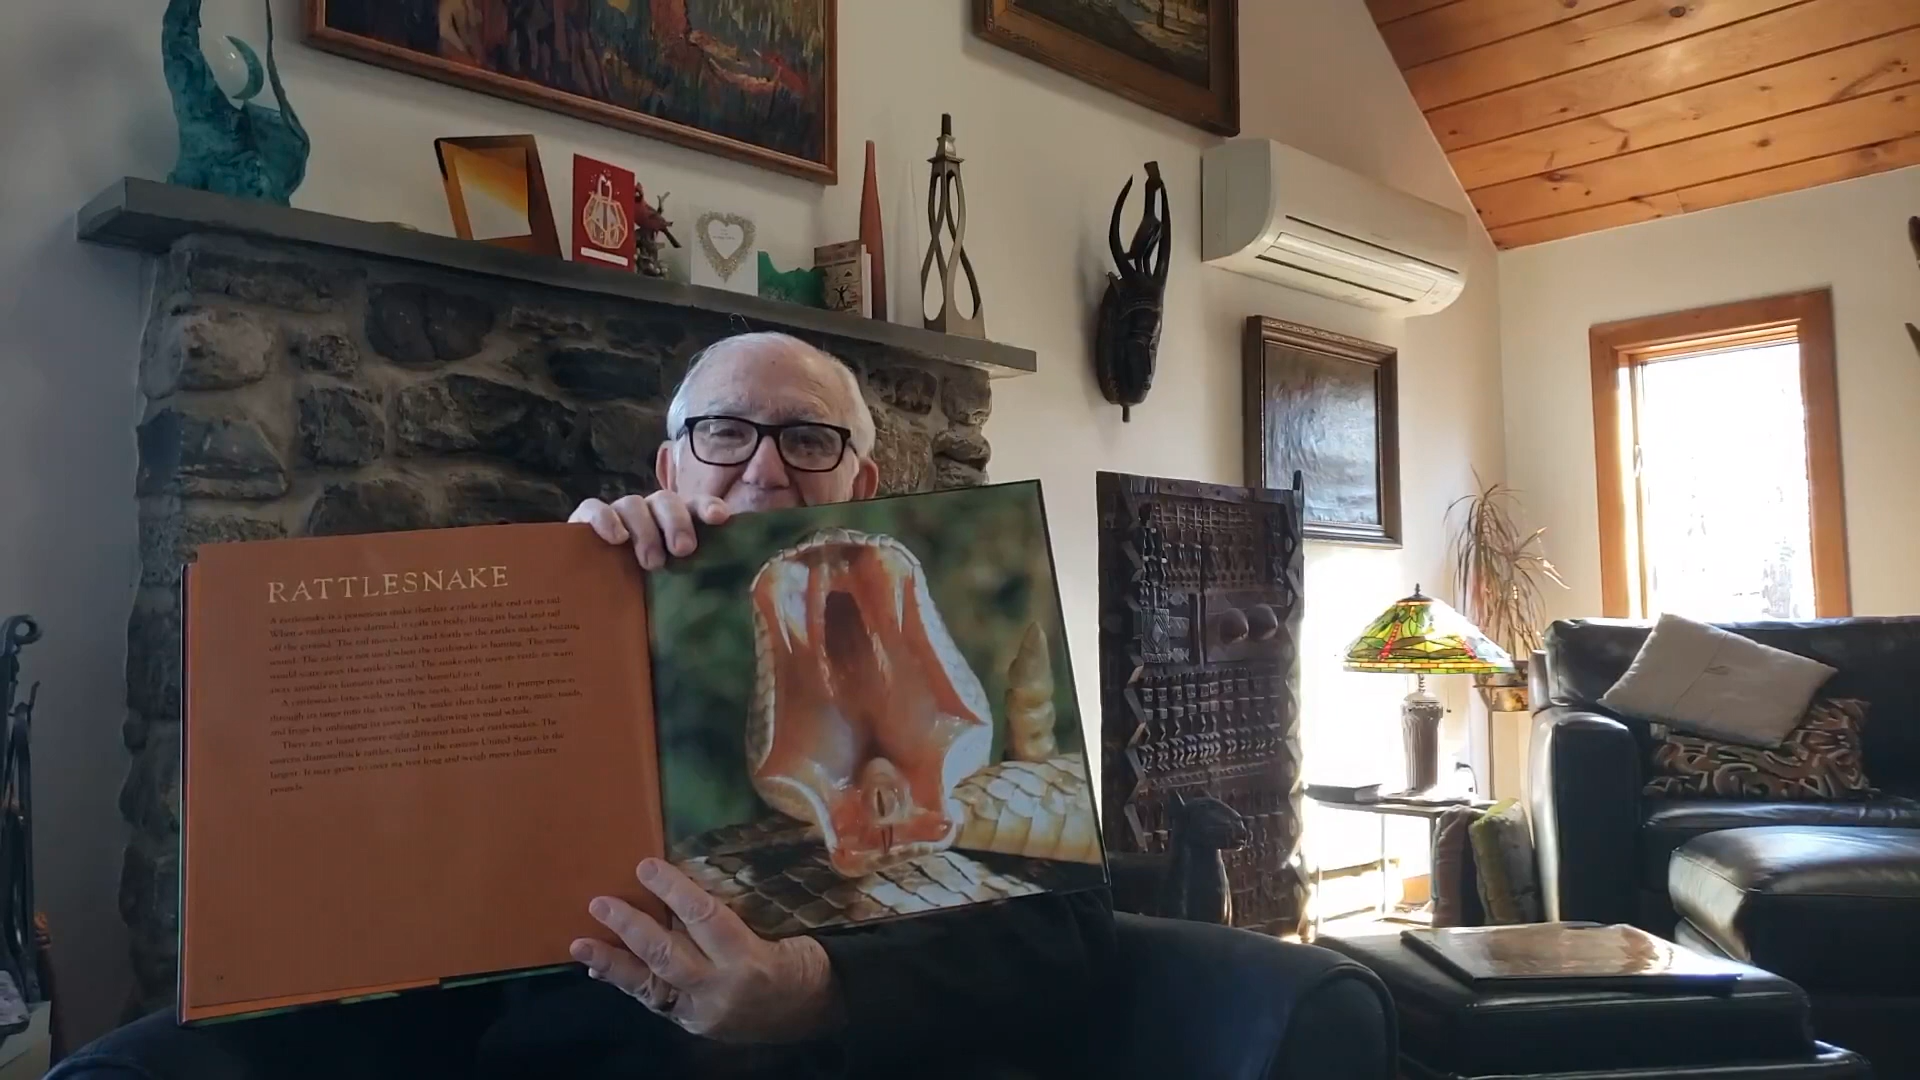 RATTLESNAKE
A rattlesnake is a poisonous snake that has a rattle at the end of its tail.
When a rattlesnake is alarmed, it coils its body, lifting its head and tail
off the ground. The tail moves back and forth so the rattles make a buzzing
sound. The rattle is not used when the rattlesnake is hunting. The noise
would scare away the snake's meal. The snake only uses its rattle to warn
away animals or humans that may be harmful to it.
A rattlesnake bites with its hollow teeth, called fangs. It pumps poison
through its fangs into the victim. The snake then feeds on rats, mice, birds,
and frogs by unhinging its jaws and swallowing its meal whole.
There are at least twenty-eight different kinds of rattlesnakes. The
eastern diamondback rattler, found in the eastern United States, is the
largest. It may grow to over six feet long and weigh more than thirty
pounds.